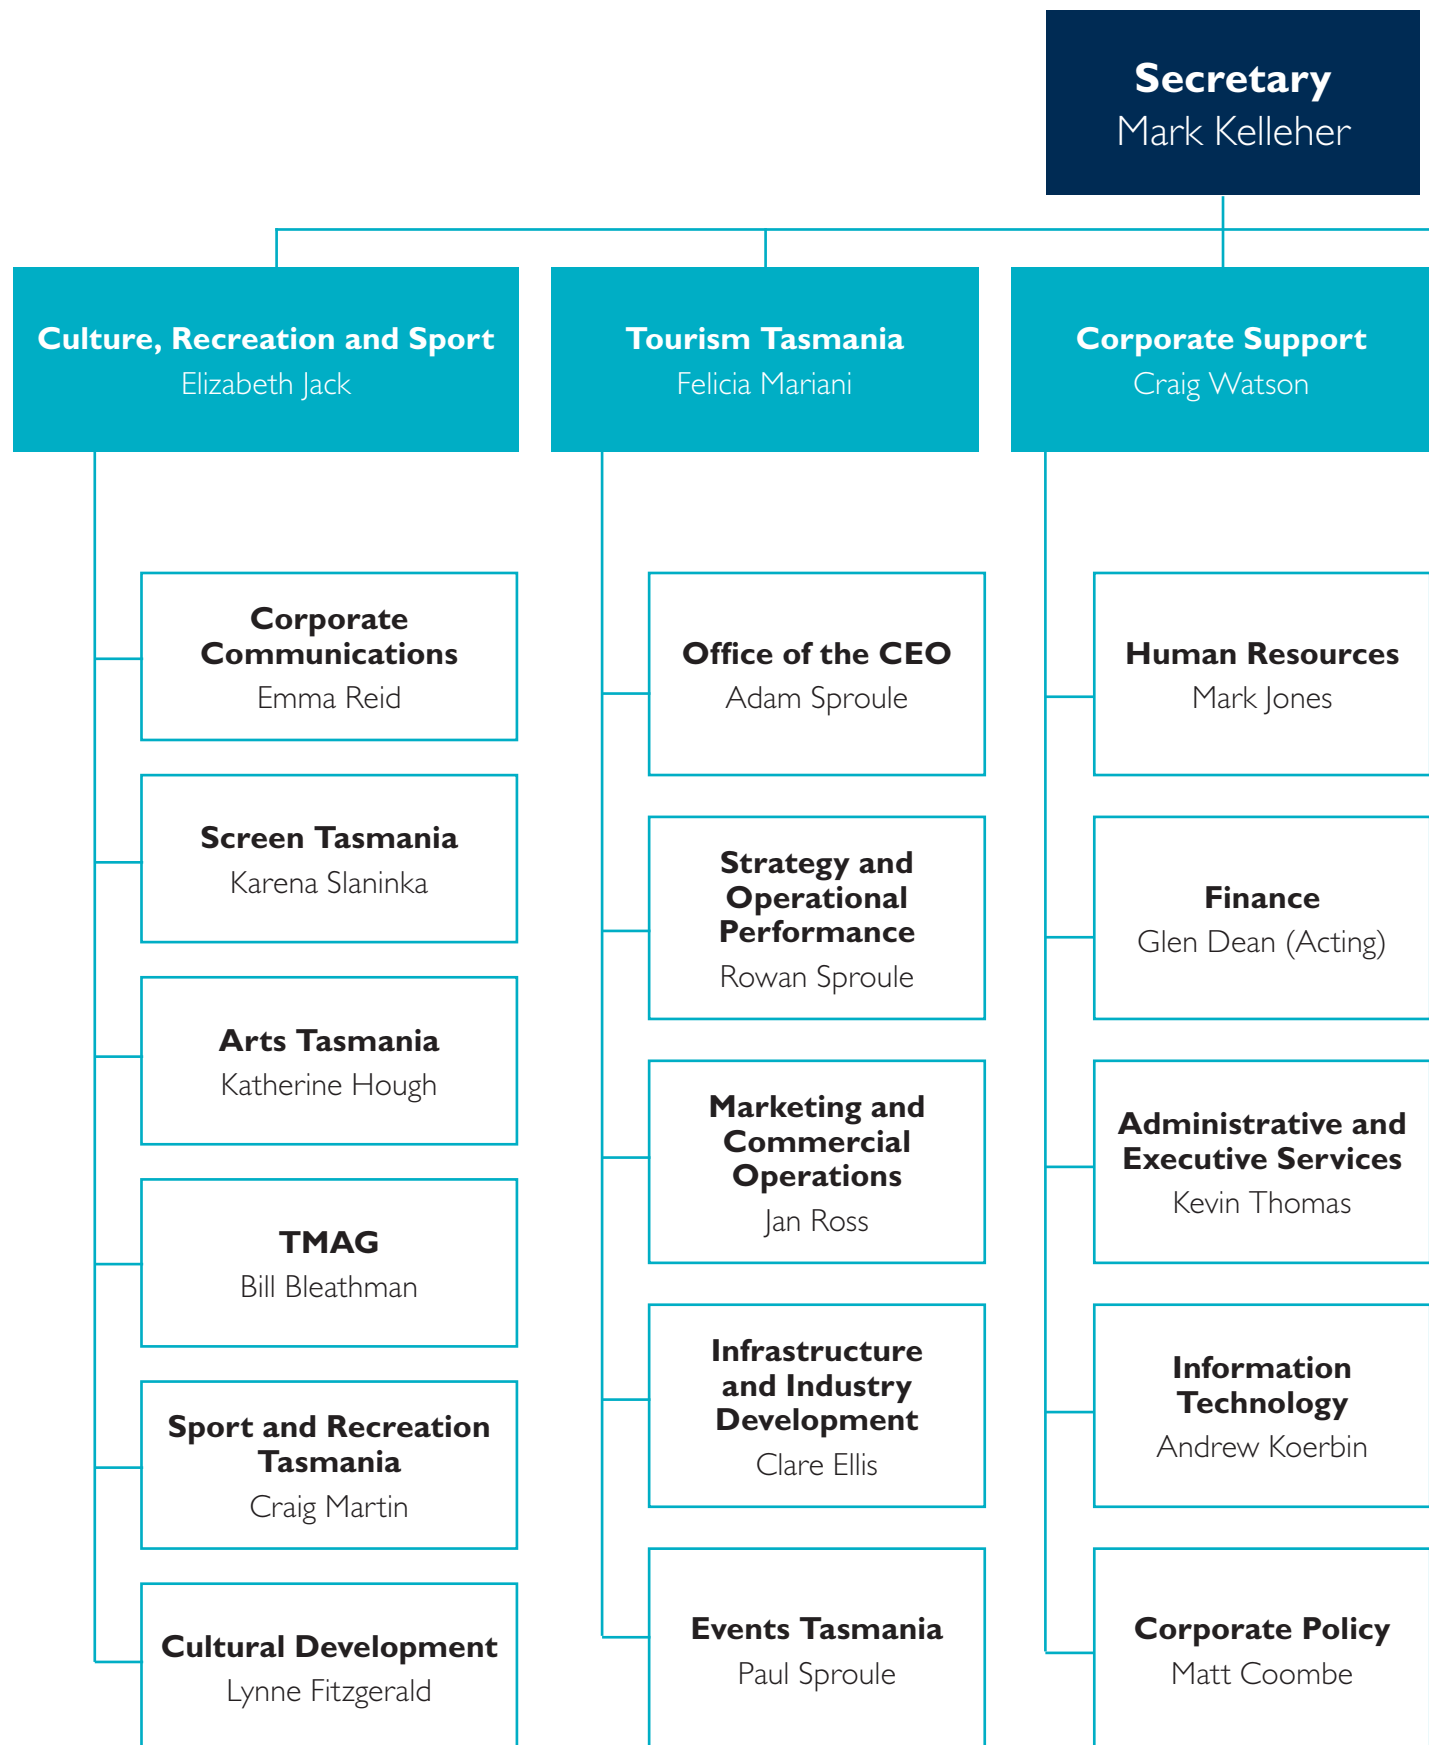 Secretary
Mark Kelleher
Culture, Recreation and Sport
Elizabeth Jack
Corporate
Communications
Emma Reid
Screen Tasmania
Karena Slaninka
Arts Tasmania
Katherine Hough
TMAG
Bill Bleathman
Sport and Recreation
Tasmania
Craig Martin
Cultural Development
Lynne Fitzgerald
Tourism Tasmania
Felicia Mariani
Office of the CEO
Adam Sproule
Strategy and
Operational
Performance
Rowan Sproule
Marketing and
Commercial
Operations
Jan Ross
Infrastructure
and Industry
Development
Clare Ellis
Events Tasmania
Paul Sproule
Corporate Support
Craig Watson
Human Resources
Mark Jones
Finance
Glen Dean (Acting)
Administrative and
Executive Services
Kevin Thomas
Information
Technology
Andrew Koerbin
Corporate Policy
Matt Coombe